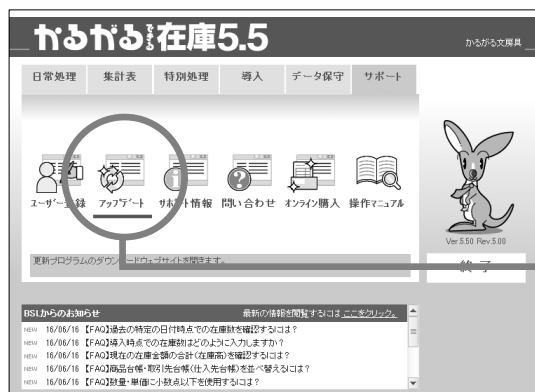 かるがるできる在庫5.5
かるがる文房具
日常処理 集計表 特別処理 導入 データ保守 サポート
ユーザー登録 アップデート サポート情報 問い合わせ オンライン購入 操作マニュアル
Ver.5.50 Rev.5.00
更新プログラムのダウンロードウェブサイトを開きます。
終了
BSLからのお知らせ 最新の情報を閲覧するにはここをクリック。
NEW 16/06/16 【FAQ】過去の特定の日付時点での在庫数を確認するには？
NEW 16/06/16 【FAQ】導入時点での在庫数はどのように入力しますか？
NEW 16/06/16 【FAQ】現在の在庫金額の合計(在庫高)を確認するには？
NEW 16/06/16 【FAQ】商品台帳・取引先台帳(仕入先台帳)を並べ替えるには？
NEW 16/06/16 【FAQ】数量・単価に小数点以下を使用するには？